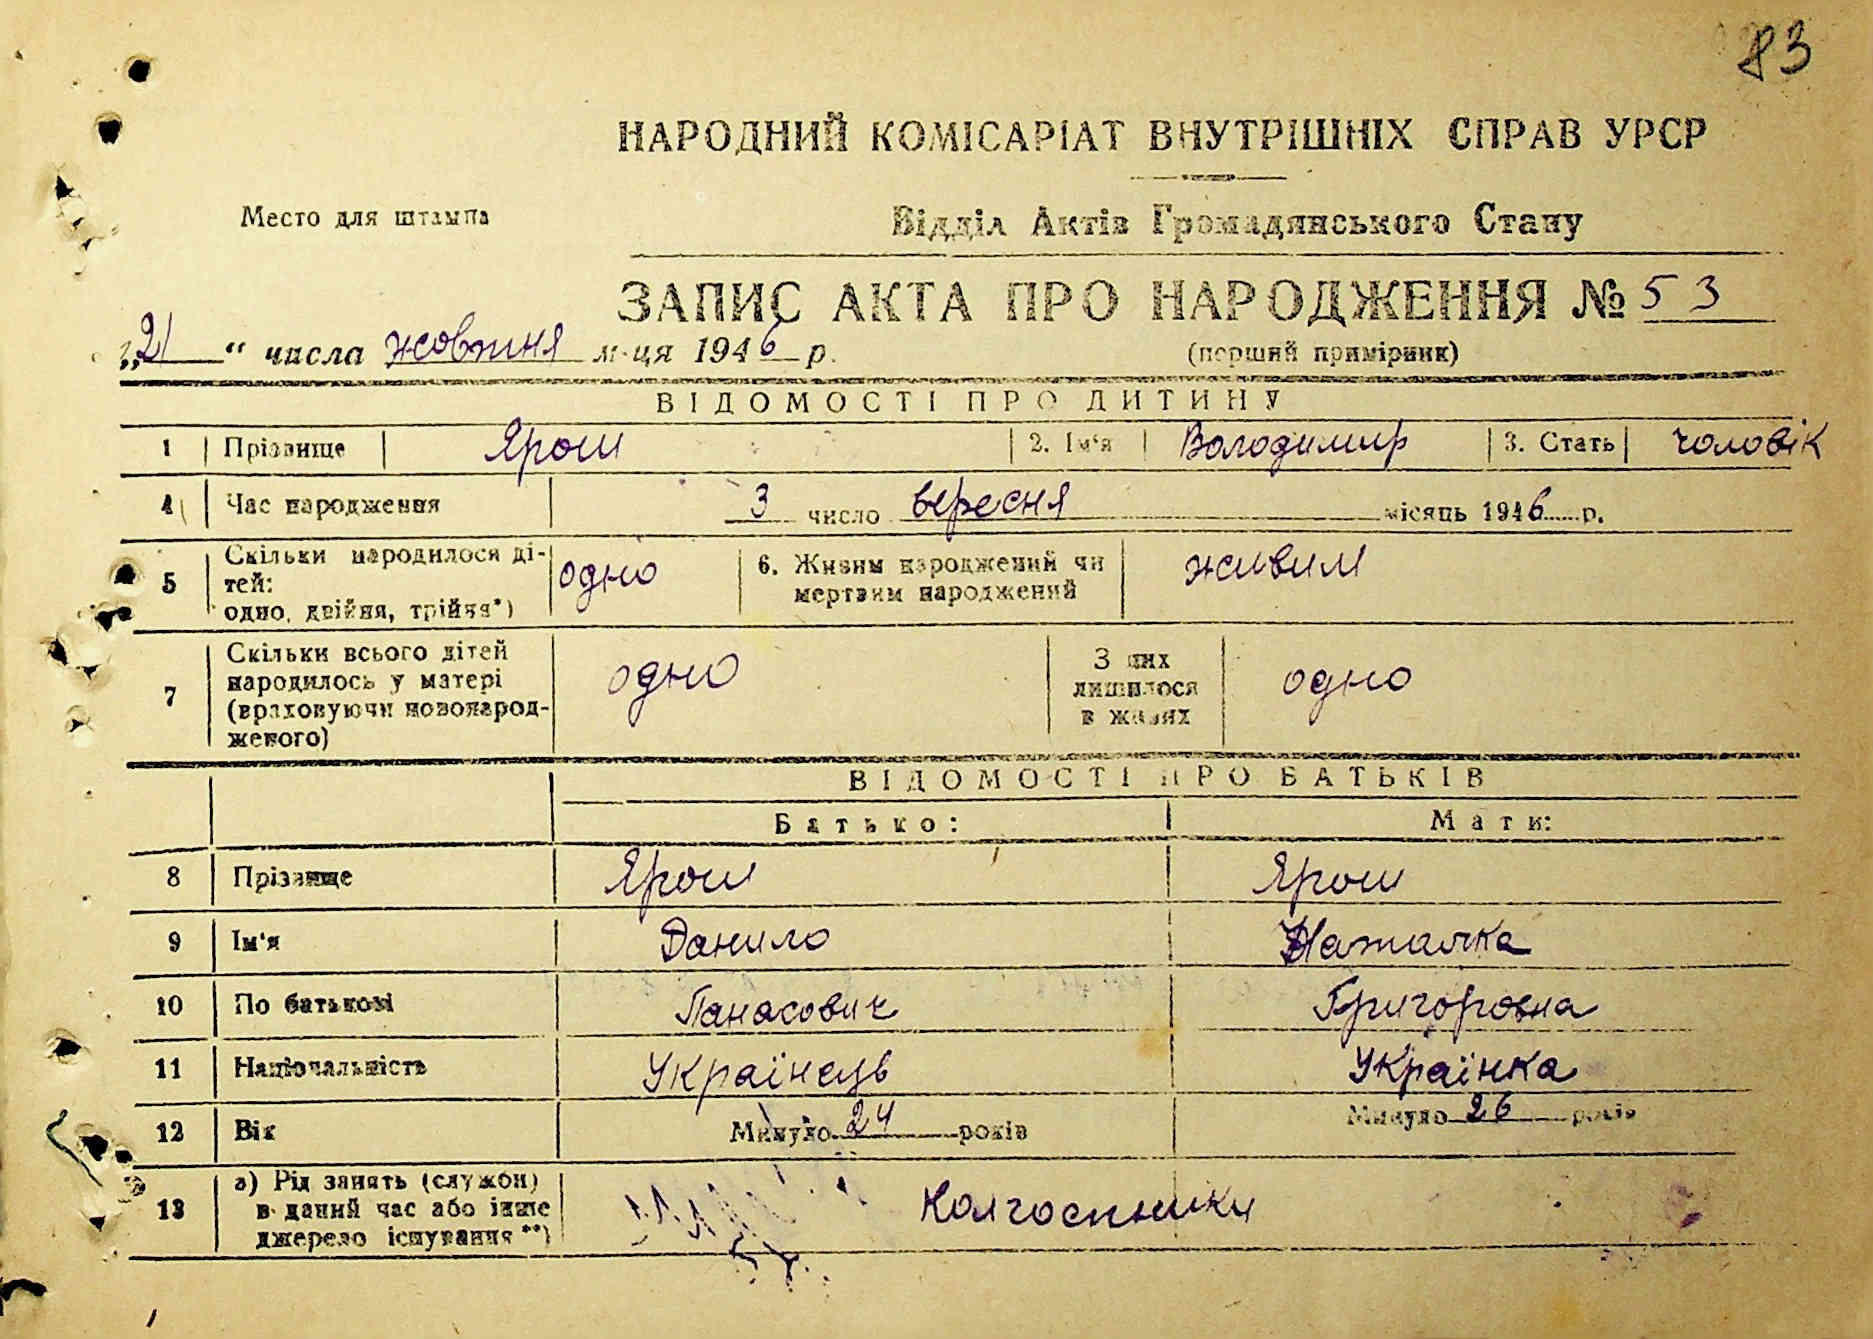 83
НАРОДНИЙ КОМІСАРІАТ ВНУТРІШНІХ СПРАВ УРСР
Место для штампа
Відділ Актів Громадянського Стану
ЗАПИС АКТА ПРО НАРОДЖЕННЯ № 53
„21“ числа жовтня м-ця 1946 р.
(перший примірник)
ВІДОМОСТІ ПРО ДИТИНУ
1 Прізвище Ярош 2. Ім'я Володимир 3. Стать чоловік
4 Час народження 3 число вересня місяць 1946 р.
5 Скільки народилося ді-
тей:
одно, двійня, трійня*) одно 6. Живим народжений чи
мертвим народжений живим
7 Скільки всього дітей
народилось у матері
(враховуючи новонарод-
женого) одно З них
лишилося
в живих одно
ВІДОМОСТІ ПРО БАТЬКІВ
Батько: Мати:
8 Прізвище Ярош Ярош
9 Ім'я Данило Наталка
10 По батькові Панасович Григоровна
11 Національність Українець Українка
12 Вік Минуло 24 років Минуло 26 років
13 а) Рід занять (служби)
в даний час або інше
джерело існування**) Колгоспники